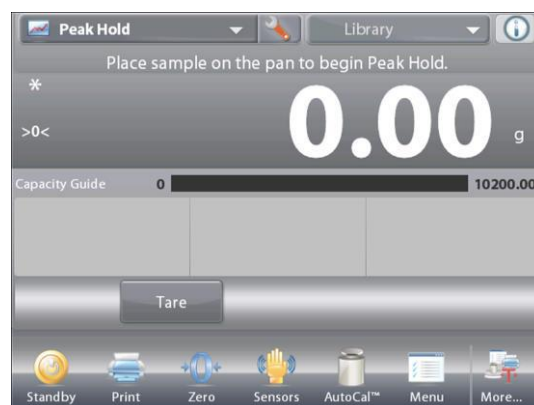 Peak Hold Library
Place sample on the pan to begin Peak Hold.
*
>0< 0.00 g
Capacity Guide 0 10200.00
Tare
Standby Print Zero Sensors AutoCal™ Menu More...